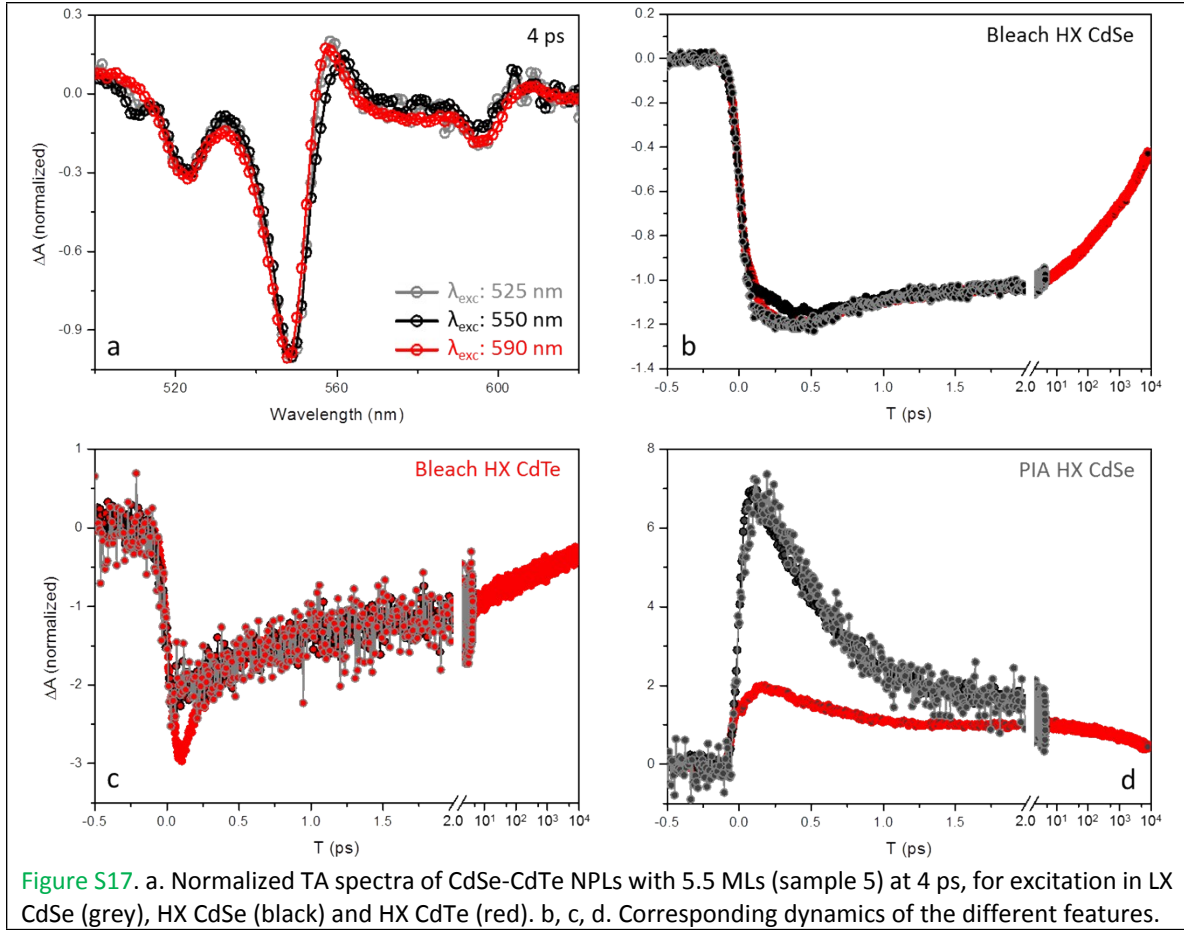 0.3
0.0
-0.3
-0.6
-0.9
ΔA (normalized)
4 ps
λexc: 525 nm
λexc: 550 nm
λexc: 590 nm
a
520 560 600
Wavelength (nm)
0.2
0.0
-0.2
-0.4
-0.6
-0.8
-1.0
-1.2
-1.4
Bleach HX CdSe
b
-0.5 0.0 0.5 1.0 1.5 2.0 10¹ 10² 10³ 10⁴
T (ps)
1
0
-1
-2
-3
ΔA (normalized)
Bleach HX CdTe
c
-0.5 0.0 0.5 1.0 1.5 2.0 10¹ 10² 10³ 10⁴
T (ps)
8
6
4
2
0
PIA HX CdSe
d
-0.5 0.0 0.5 1.0 1.5 2.0 10¹ 10² 10³ 10⁴
T (ps)
Figure S17. a. Normalized TA spectra of CdSe-CdTe NPLs with 5.5 MLs (sample 5) at 4 ps, for excitation in LX
CdSe (grey), HX CdSe (black) and HX CdTe (red). b, c, d. Corresponding dynamics of the different features.